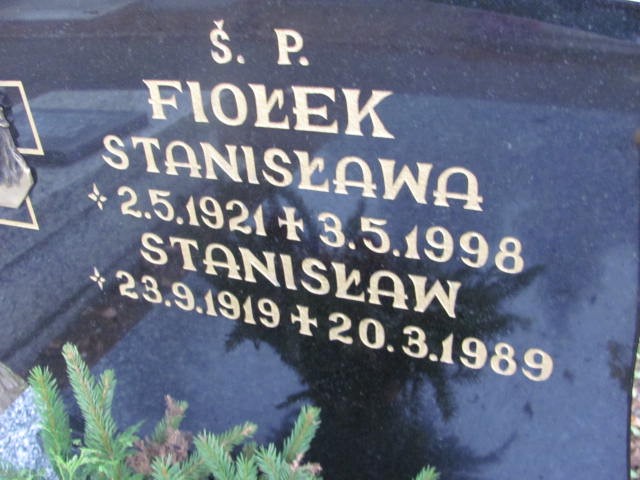 Ś. P.
FIOŁEK
STANISŁAWA
✧ 2.5.1921 ✝ 3.5.1998
STANISŁAW
✧ 23.9.1919 ✝ 20.3.1989